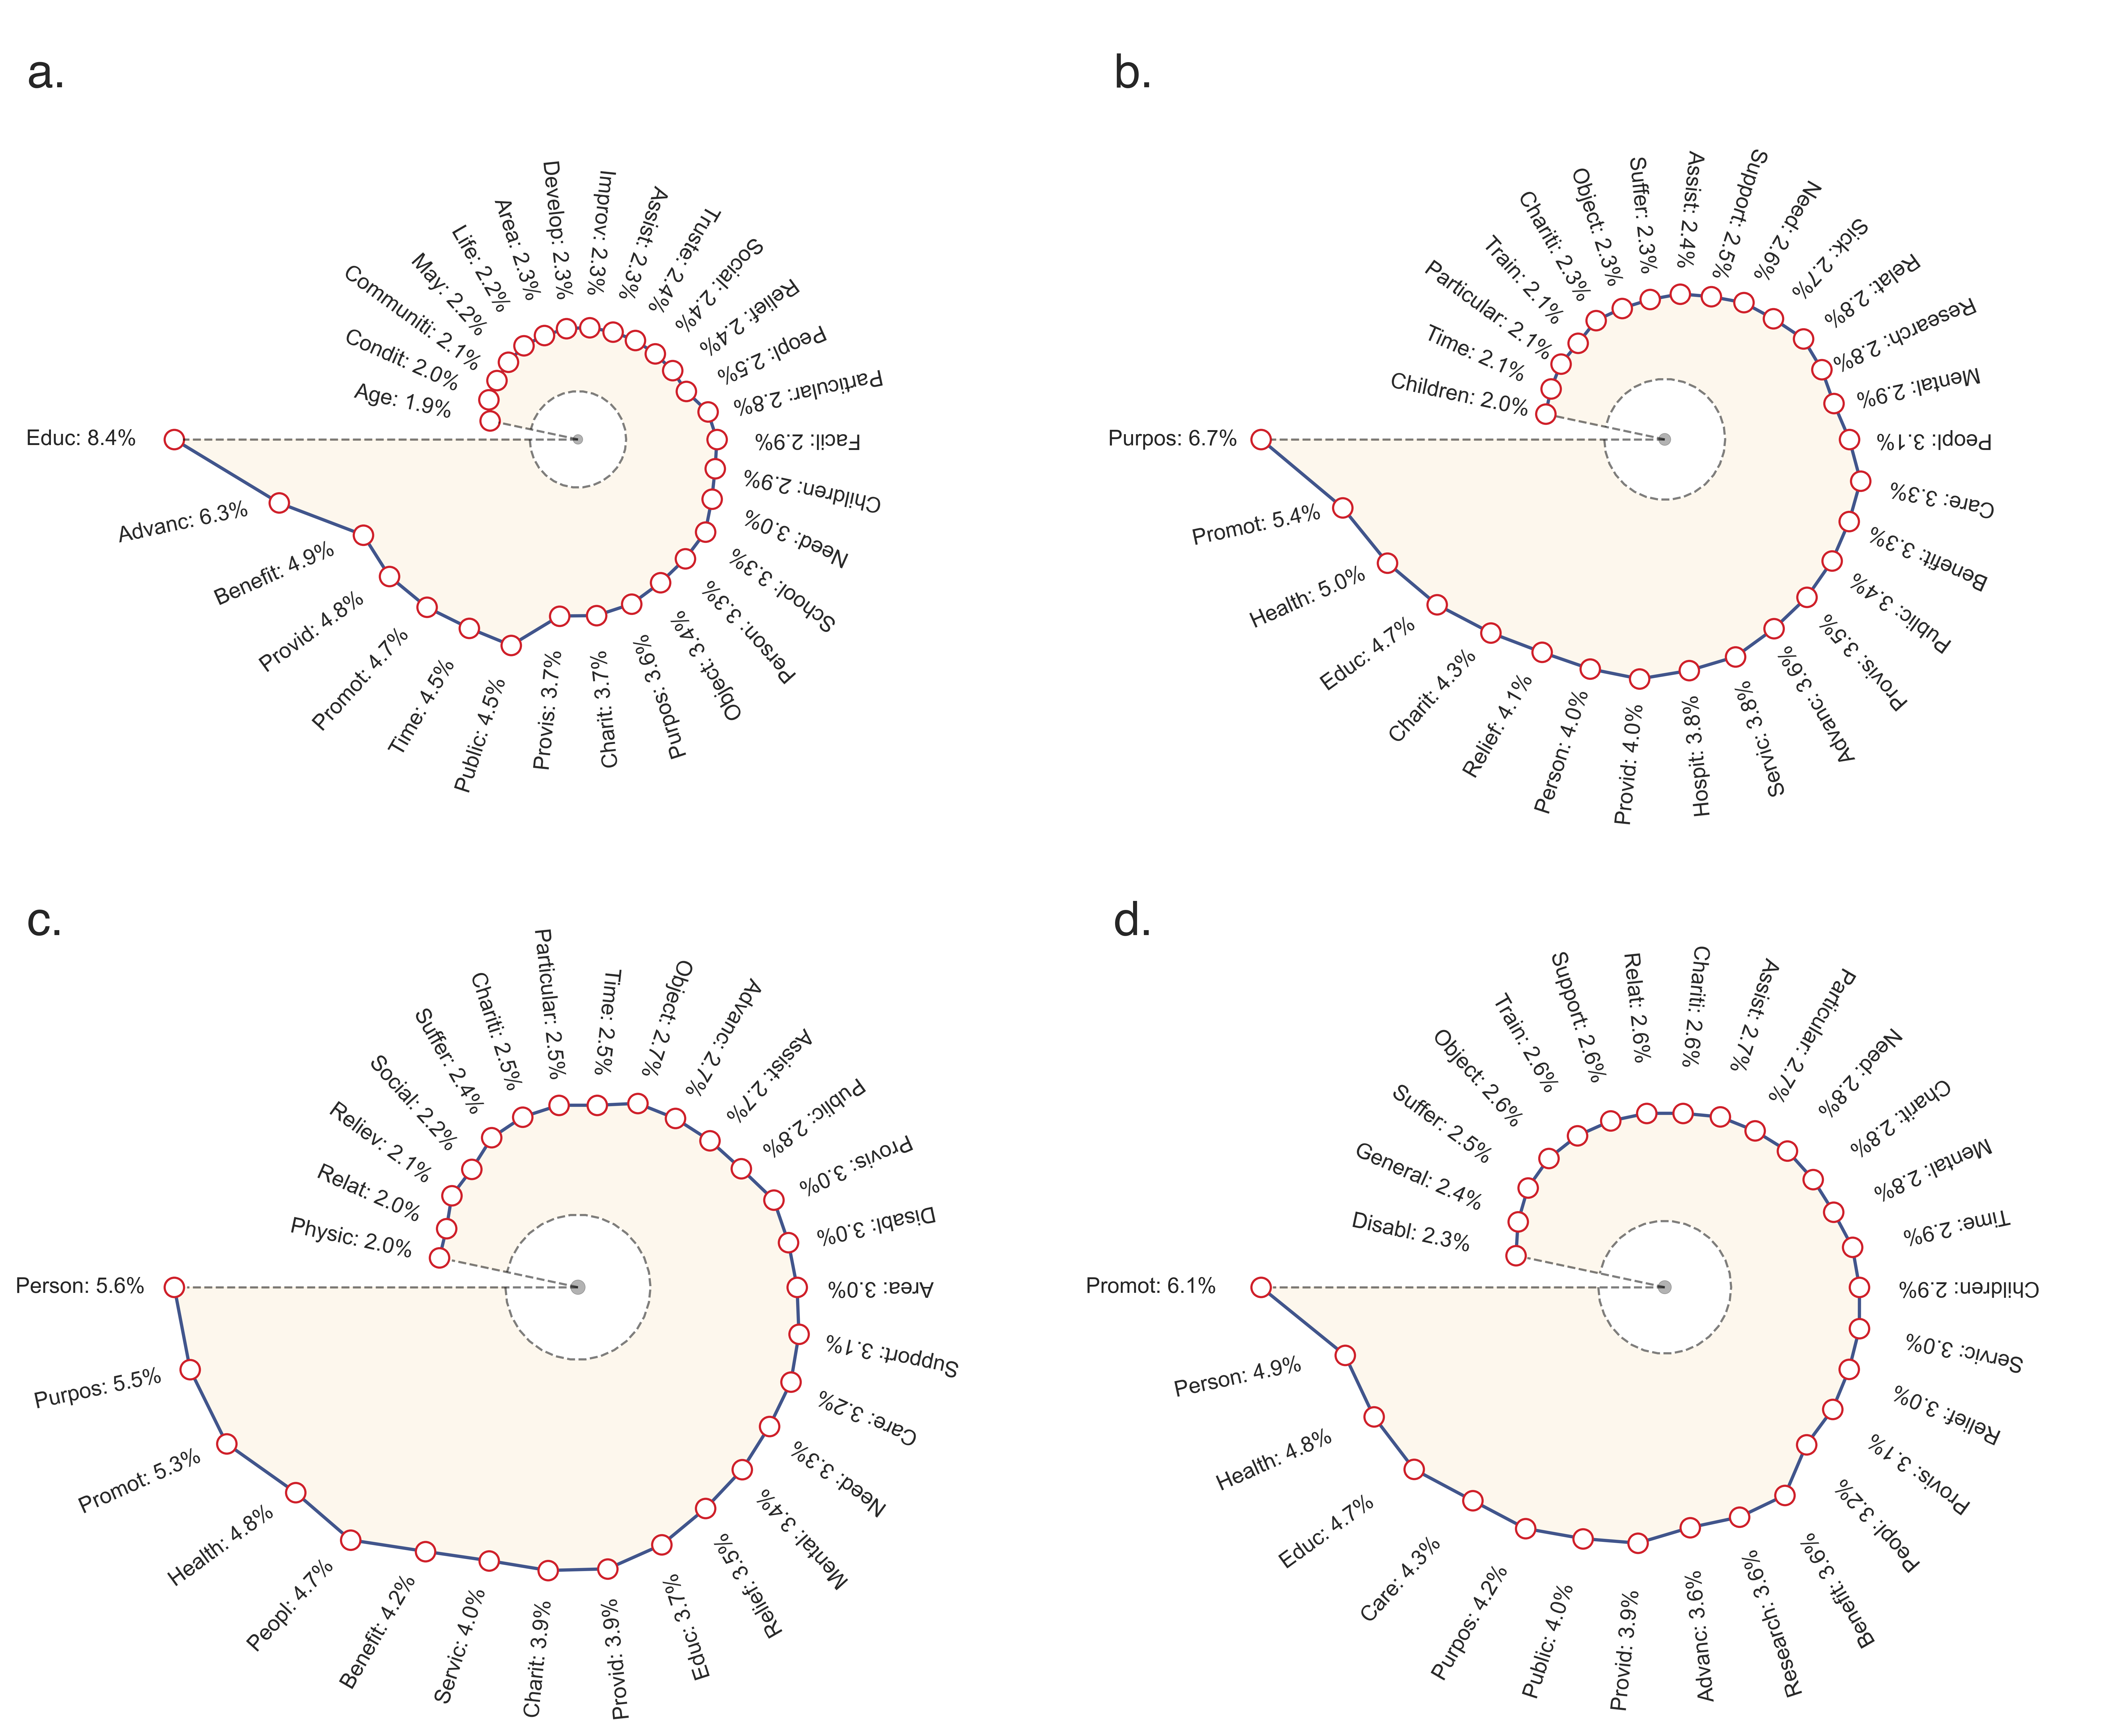 a.
Educ: 8.4%
Advanc: 6.3%
Benefit: 4.9%
Provid: 4.8%
Promot: 4.7%
Time: 4.5%
Public: 4.5%
Provis: 3.7%
Charit: 3.7%
Purpos: 3.6%
Object: 3.4%
Person: 3.3%
School: 3.3%
Need: 3.0%
Children: 2.9%
Facil: 2.9%
Particular: 2.8%
Peopl: 2.5%
Relief: 2.4%
Social: 2.4%
Truste: 2.4%
Assist: 2.3%
Improv: 2.3%
Develop: 2.3%
Area: 2.3%
Life: 2.2%
May: 2.2%
Communiti: 2.1%
Condit: 2.0%
Age: 1.9%
b.
Purpos: 6.7%
Promot: 5.4%
Health: 5.0%
Educ: 4.7%
Charit: 4.3%
Relief: 4.1%
Person: 4.0%
Provid: 4.0%
Hospit: 3.8%
Servic: 3.8%
Advanc: 3.6%
Provis: 3.5%
Public: 3.4%
Benefit: 3.3%
Care: 3.3%
Peopl: 3.1%
Mental: 2.9%
Research: 2.8%
Relat: 2.8%
Sick: 2.7%
Need: 2.6%
Support: 2.5%
Assist: 2.4%
Suffer: 2.3%
Object: 2.3%
Chariti: 2.3%
Train: 2.1%
Particular: 2.1%
Time: 2.1%
Children: 2.0%
c.
Person: 5.6%
Purpos: 5.5%
Promot: 5.3%
Health: 4.8%
Peopl: 4.7%
Benefit: 4.2%
Servic: 4.0%
Charit: 3.9%
Provid: 3.9%
Educ: 3.7%
Relief: 3.5%
Mental: 3.4%
Need: 3.3%
Care: 3.2%
Support: 3.1%
Area: 3.0%
Disabl: 3.0%
Provis: 3.0%
Public: 2.8%
Assist: 2.7%
Advanc: 2.7%
Object: 2.7%
Time: 2.5%
Particular: 2.5%
Chariti: 2.5%
Suffer: 2.4%
Social: 2.2%
Reliev: 2.1%
Relat: 2.0%
Physic: 2.0%
d.
Promot: 6.1%
Person: 4.9%
Health: 4.8%
Educ: 4.7%
Care: 4.3%
Purpos: 4.2%
Public: 4.0%
Provid: 3.9%
Advanc: 3.6%
Research: 3.6%
Benefit: 3.6%
Peopl: 3.2%
Provis: 3.1%
Relief: 3.0%
Servic: 3.0%
Children: 2.9%
Time: 2.9%
Mental: 2.8%
Charit: 2.8%
Need: 2.8%
Particular: 2.7%
Assist: 2.7%
Chariti: 2.6%
Relat: 2.6%
Support: 2.6%
Train: 2.6%
Object: 2.6%
Suffer: 2.5%
General: 2.4%
Disabl: 2.3%